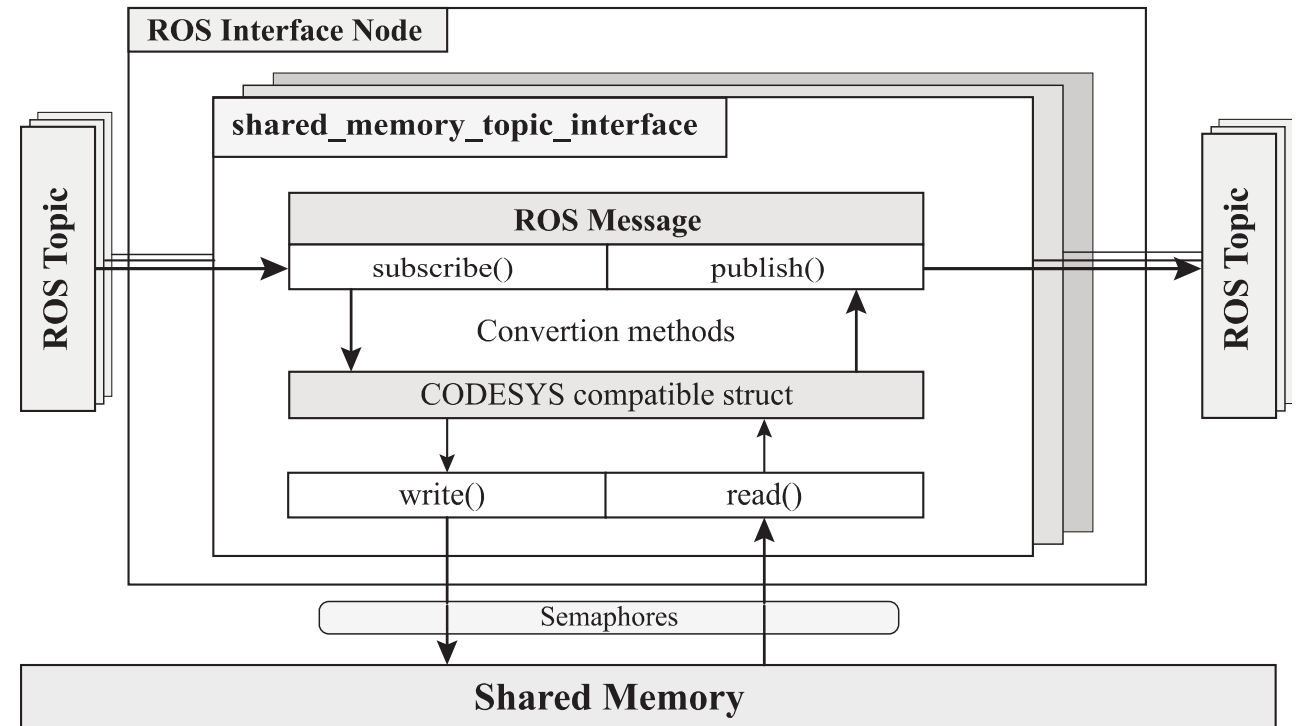 ROS Interface Node
shared_memory_topic_interface
ROS Topic
ROS Message
subscribe()
publish()
ROS Topic
Convertion methods
CODESYS compatible struct
write()
read()
Semaphores
Shared Memory